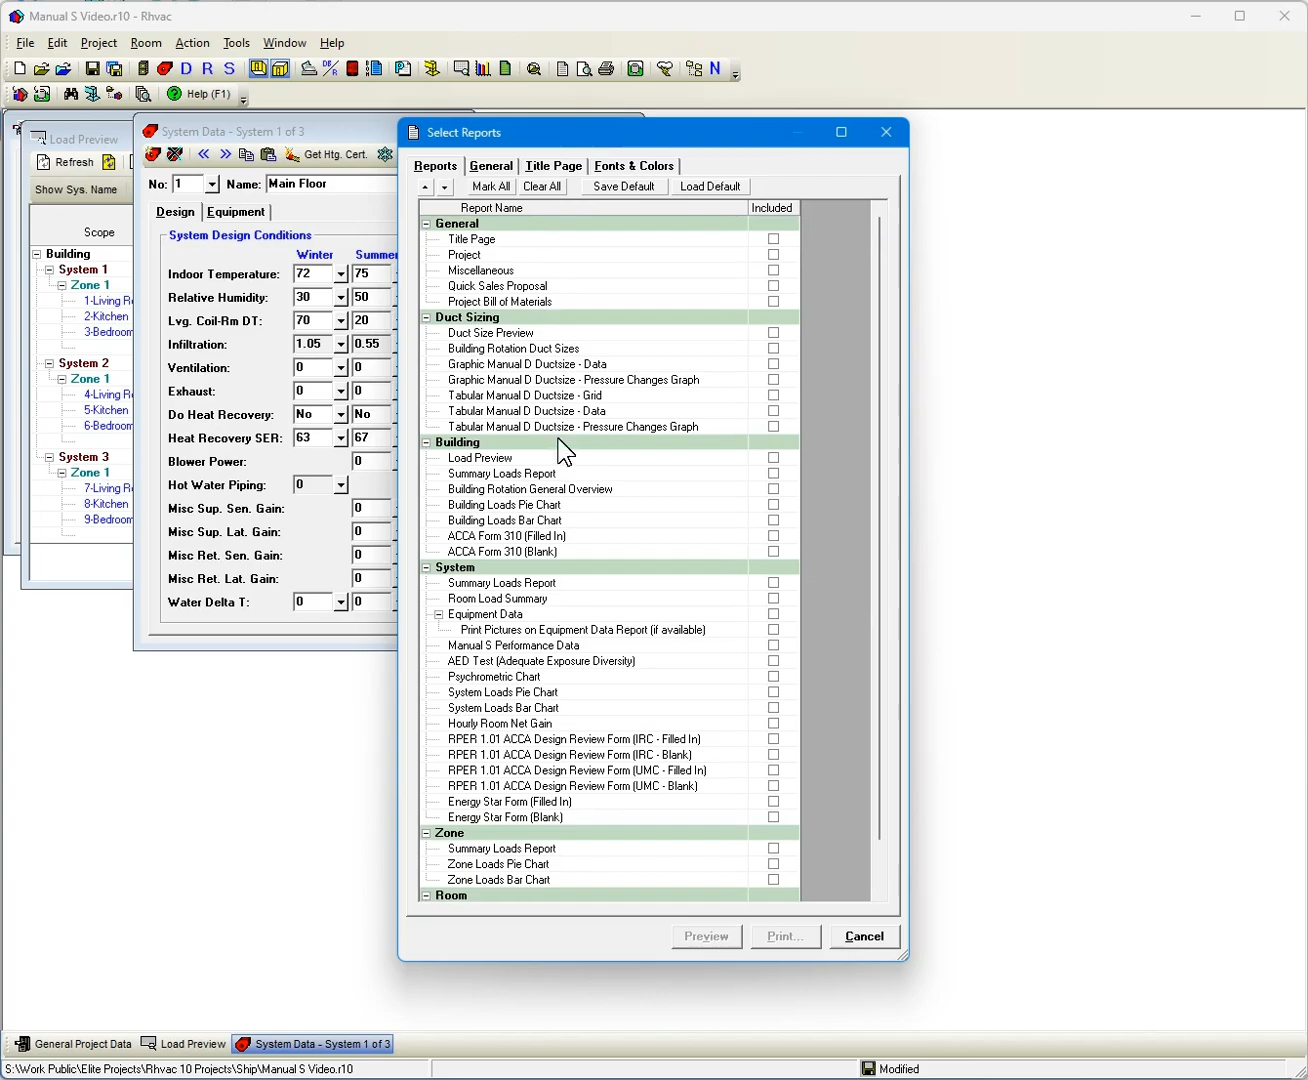 Manual S Video.r10 - Rhvac
File Edit Project Room Action Tools Window Help
D R S N
Help (F1)
Load Preview
Refresh
Show Sys. Name
Scope
Building
System 1
Zone 1
1-Living R
2-Kitchen
3-Bedroom
System 2
Zone 1
4-Living R
5-Kitchen
6-Bedroom
System 3
Zone 1
7-Living R
8-Kitchen
9-Bedroom
System Data - System 1 of 3
Get Htg. Cert.
No: 1 Name: Main Floor
Design Equipment
System Design Conditions
Winter Summe
Indoor Temperature: 72 75
Relative Humidity: 30 50
Lvg. Coil-Rm DT: 70 20
Infiltration: 1.05 0.55
Ventilation: 0 0
Exhaust: 0 0
Do Heat Recovery: No No
Heat Recovery SER: 63 67
Blower Power: 0
Hot Water Piping: 0
Misc Sup. Sen. Gain: 0
Misc Sup. Lat. Gain: 0
Misc Ret. Sen. Gain: 0
Misc Ret. Lat. Gain: 0
Water Delta T: 0 0
Select Reports
Reports General Title Page Fonts & Colors
Mark All Clear All Save Default Load Default
Report Name Included
General
Title Page
Project
Miscellaneous
Quick Sales Proposal
Project Bill of Materials
Duct Sizing
Duct Size Preview
Building Rotation Duct Sizes
Graphic Manual D Ductsize - Data
Graphic Manual D Ductsize - Pressure Changes Graph
Tabular Manual D Ductsize - Grid
Tabular Manual D Ductsize - Data
Tabular Manual D Ductsize - Pressure Changes Graph
Building
Load Preview
Summary Loads Report
Building Rotation General Overview
Building Loads Pie Chart
Building Loads Bar Chart
ACCA Form 310 (Filled In)
ACCA Form 310 (Blank)
System
Summary Loads Report
Room Load Summary
Equipment Data
Print Pictures on Equipment Data Report (if available)
Manual S Performance Data
AED Test (Adequate Exposure Diversity)
Psychrometric Chart
System Loads Pie Chart
System Loads Bar Chart
Hourly Room Net Gain
RPER 1.01 ACCA Design Review Form (IRC - Filled In)
RPER 1.01 ACCA Design Review Form (IRC - Blank)
RPER 1.01 ACCA Design Review Form (UMC - Filled In)
RPER 1.01 ACCA Design Review Form (UMC - Blank)
Energy Star Form (Filled In)
Energy Star Form (Blank)
Zone
Summary Loads Report
Zone Loads Pie Chart
Zone Loads Bar Chart
Room
Preview Print... Cancel
General Project Data Load Preview System Data - System 1 of 3
S:\Work Public\Elite Projects\Rhvac 10 Projects\Ship\Manual S Video.r10 Modified